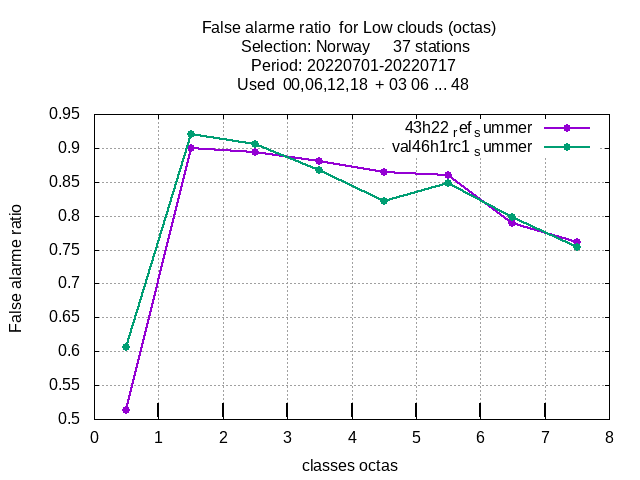 False alarme ratio  for Low clouds (octas)
Selection: Norway     37 stations
Period: 20220701-20220717
Used  00,06,12,18  + 03 06 ... 48
43h22 refsummer
val46h1rc1 summer
0.95
0.9
0.85
0.8
0.75
0.7
0.65
0.6
0.55
0.5
False alarme ratio
0 1 2 3 4 5 6 7 8
classes octas